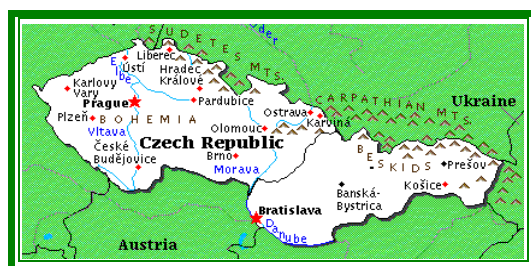 SUDETES MTS.
Oder
Liberec
Elbe
Ústí
Hradec
Králové
Karlovy
Vary
Prague
Pardubice
Ostrava
Karviná
CARPATHIAN MTS.
Ukraine
Plzeň
BOHEMIA
Vltava
Olomouc
Czech Republic
České
Budějovice
Brno
Morava
BESKIDS
Prešov
Košice
Banská-
Bystrica
Bratislava
Danube
Austria